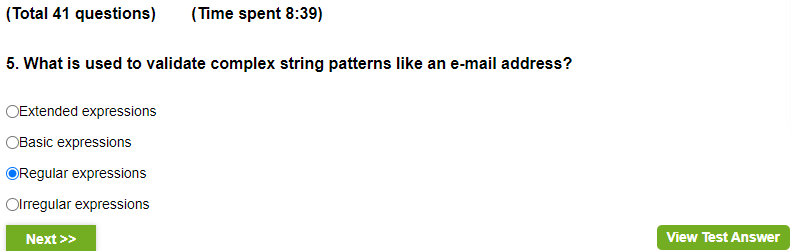 (Total 41 questions) (Time spent 8:39)
5. What is used to validate complex string patterns like an e-mail address?
Extended expressions
Basic expressions
Regular expressions
Irregular expressions
Next >>
View Test Answer